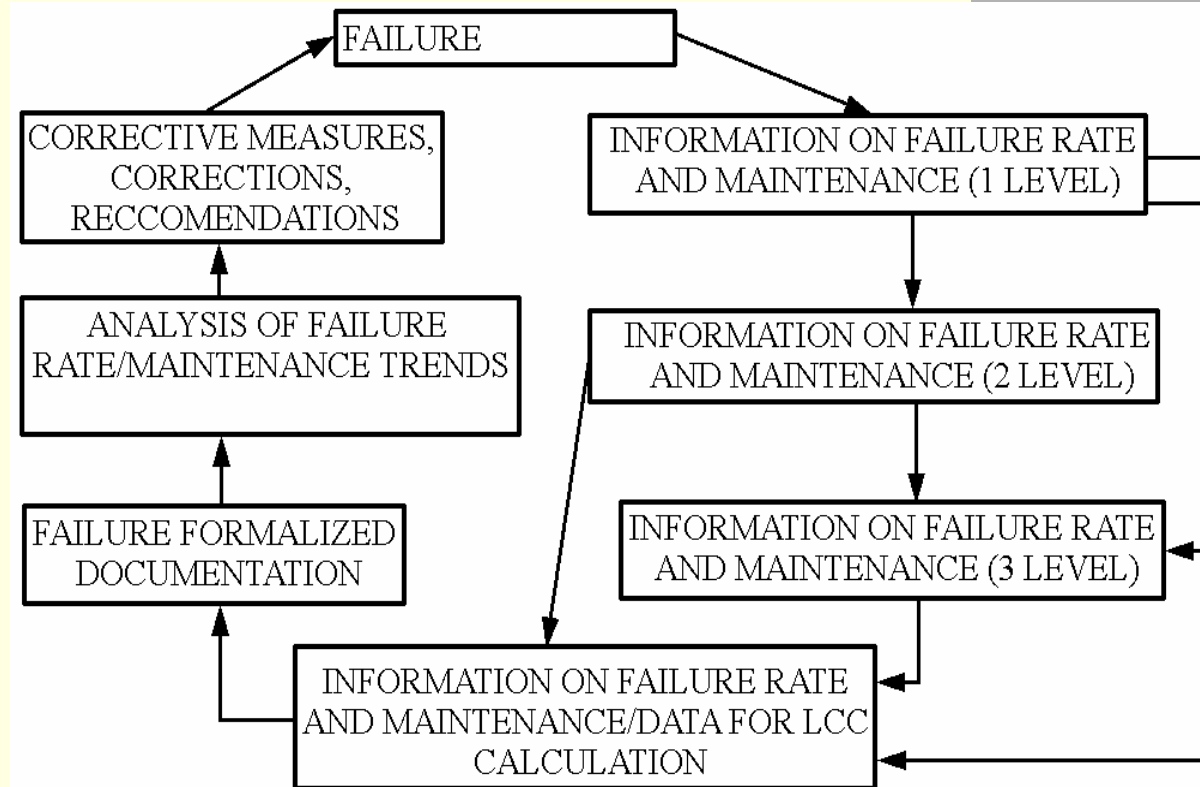 FAILURE
CORRECTIVE MEASURES,
CORRECTIONS,
RECCOMENDATIONS
INFORMATION ON FAILURE RATE
AND MAINTENANCE (1 LEVEL)
ANALYSIS OF FAILURE
RATE/MAINTENANCE TRENDS
INFORMATION ON FAILURE RATE
AND MAINTENANCE (2 LEVEL)
FAILURE FORMALIZED
DOCUMENTATION
INFORMATION ON FAILURE RATE
AND MAINTENANCE (3 LEVEL)
INFORMATION ON FAILURE RATE
AND MAINTENANCE/DATA FOR LCC
CALCULATION